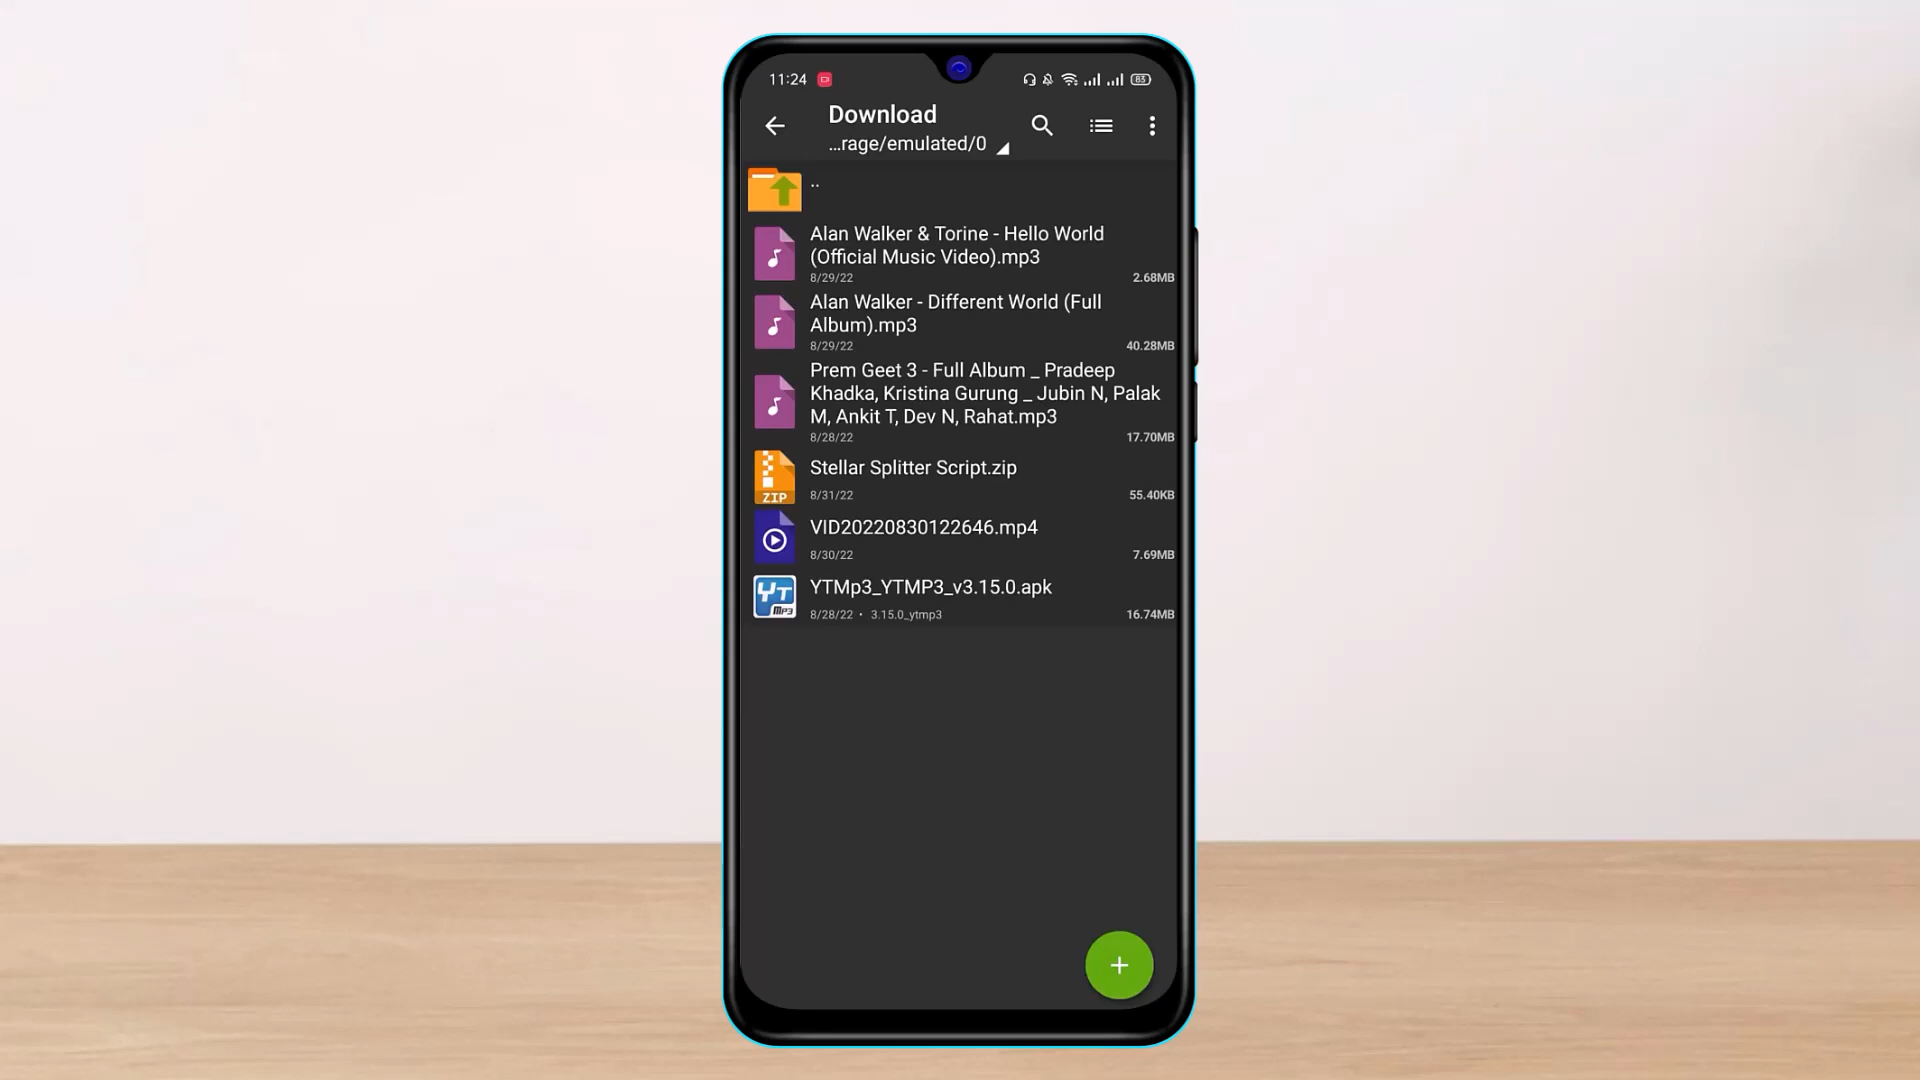 11:24
83
Download
...rage/emulated/0
..
Alan Walker & Torine - Hello World
(Official Music Video).mp3
8/29/22
2.68MB
Alan Walker - Different World (Full
Album).mp3
8/29/22
40.28MB
Prem Geet 3 - Full Album _ Pradeep
Khadka, Kristina Gurung _ Jubin N, Palak
M, Ankit T, Dev N, Rahat.mp3
8/28/22
17.70MB
ZIP
Stellar Splitter Script.zip
8/31/22
55.40KB
VID20220830122646.mp4
8/30/22
7.69MB
YT
MP3
YTMp3_YTMP3_v3.15.0.apk
8/28/22 • 3.15.0_ytmp3
16.74MB